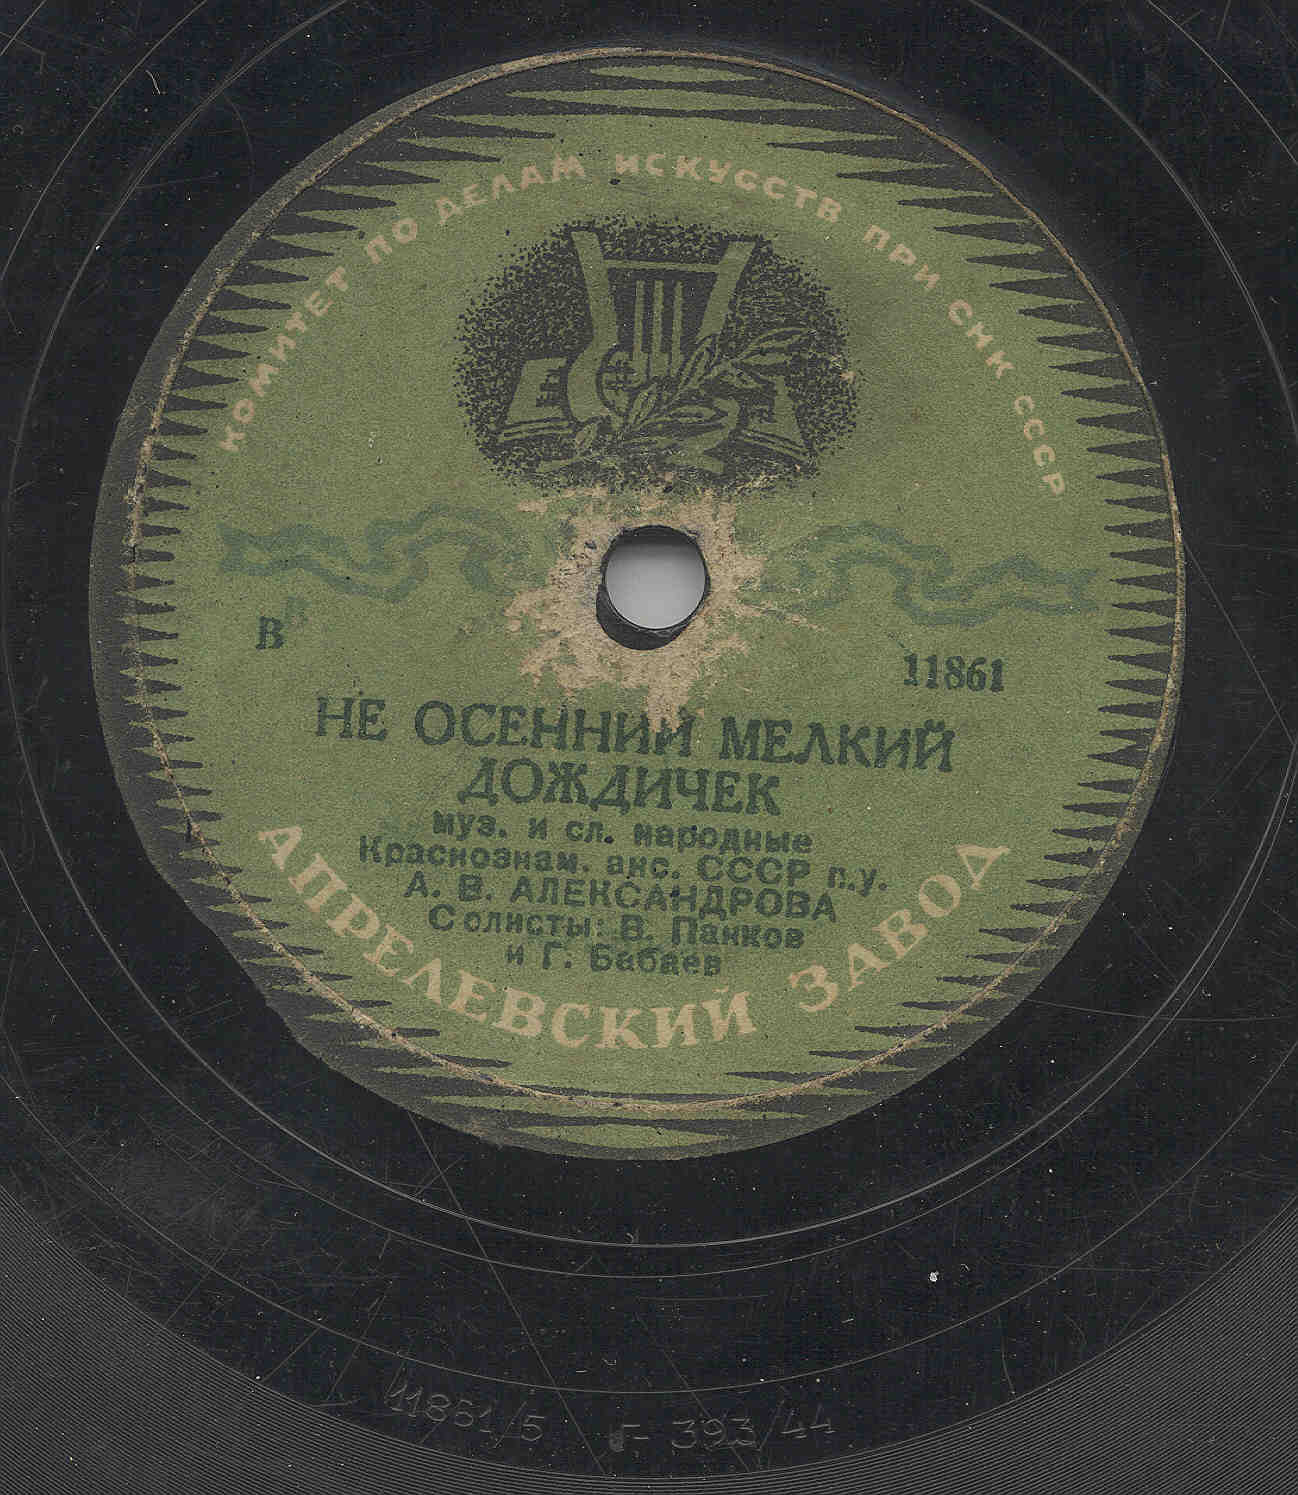 КОМИТЕТ ПО ДЕЛАМ ИСКУССТВ ПРИ СНК СССР
В
11861
НЕ ОСЕННИЙ МЕЛКИЙ
ДОЖДИЧЕК
муз. и сл. народные
Краснознам. анс. СССР п.у.
А. В. АЛЕКСАНДРОВА
Солисты: В. Панков
и Г. Бабаев
АПРЕЛЕВСКИЙ ЗАВОД
11861/5 Г- 393/44